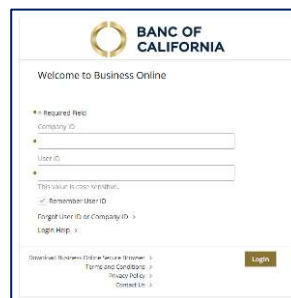 BANC OF
CALIFORNIA
Welcome to Business Online
* = Required Field
Company ID
*
User ID
*
This value is case sensitive.
Remember User ID
Forgot User ID or Company ID >
Login Help >
Download Business Online Secure Browser >
Terms and Conditions >
Privacy Policy >
Contact Us >
Login